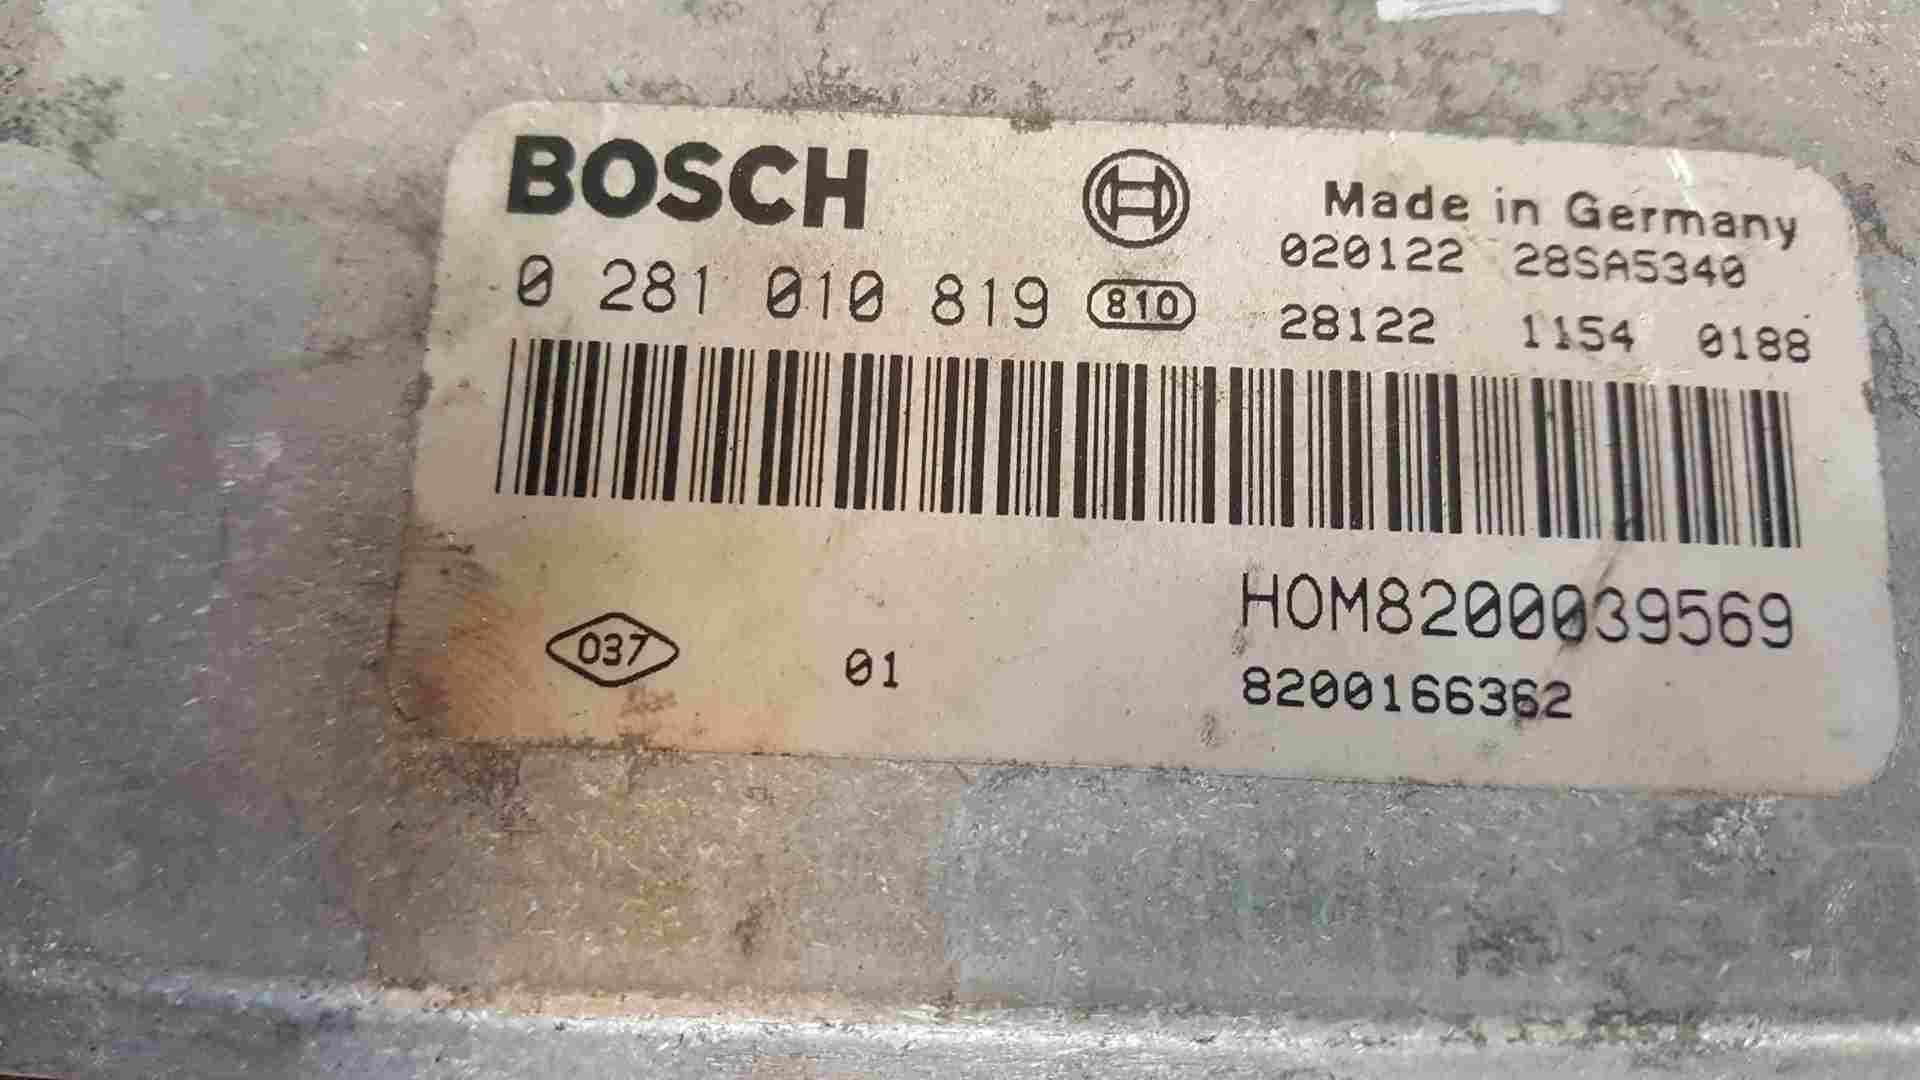 BOSCH
Made in Germany
020122 28SA5340
0 281 010 819 810
28122 1154 0188
HOM8200039569
037 01
8200166362